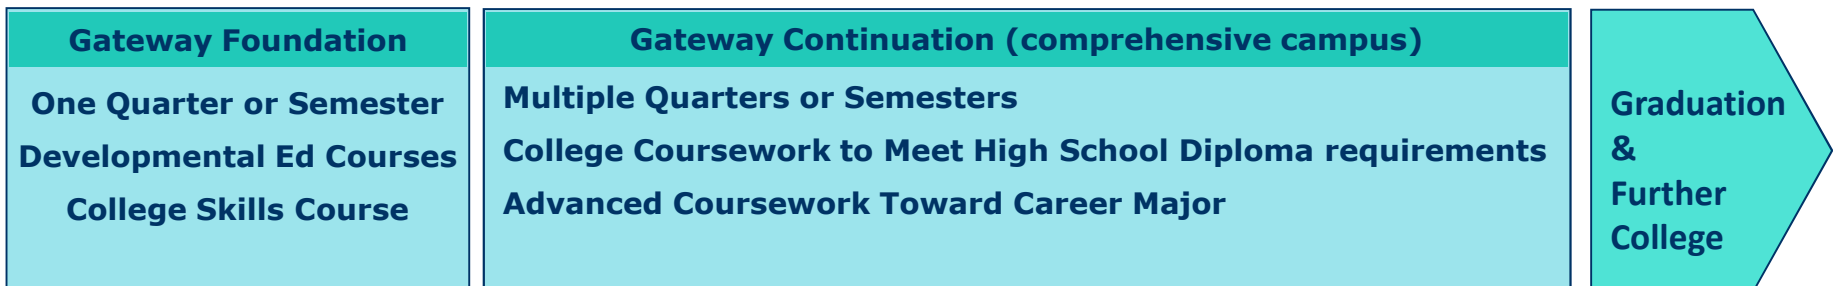 Gateway Foundation
One Quarter or Semester
Developmental Ed Courses
College Skills Course
Gateway Continuation (comprehensive campus)
Multiple Quarters or Semesters
College Coursework to Meet High School Diploma requirements
Advanced Coursework Toward Career Major
Graduation
&
Further
College